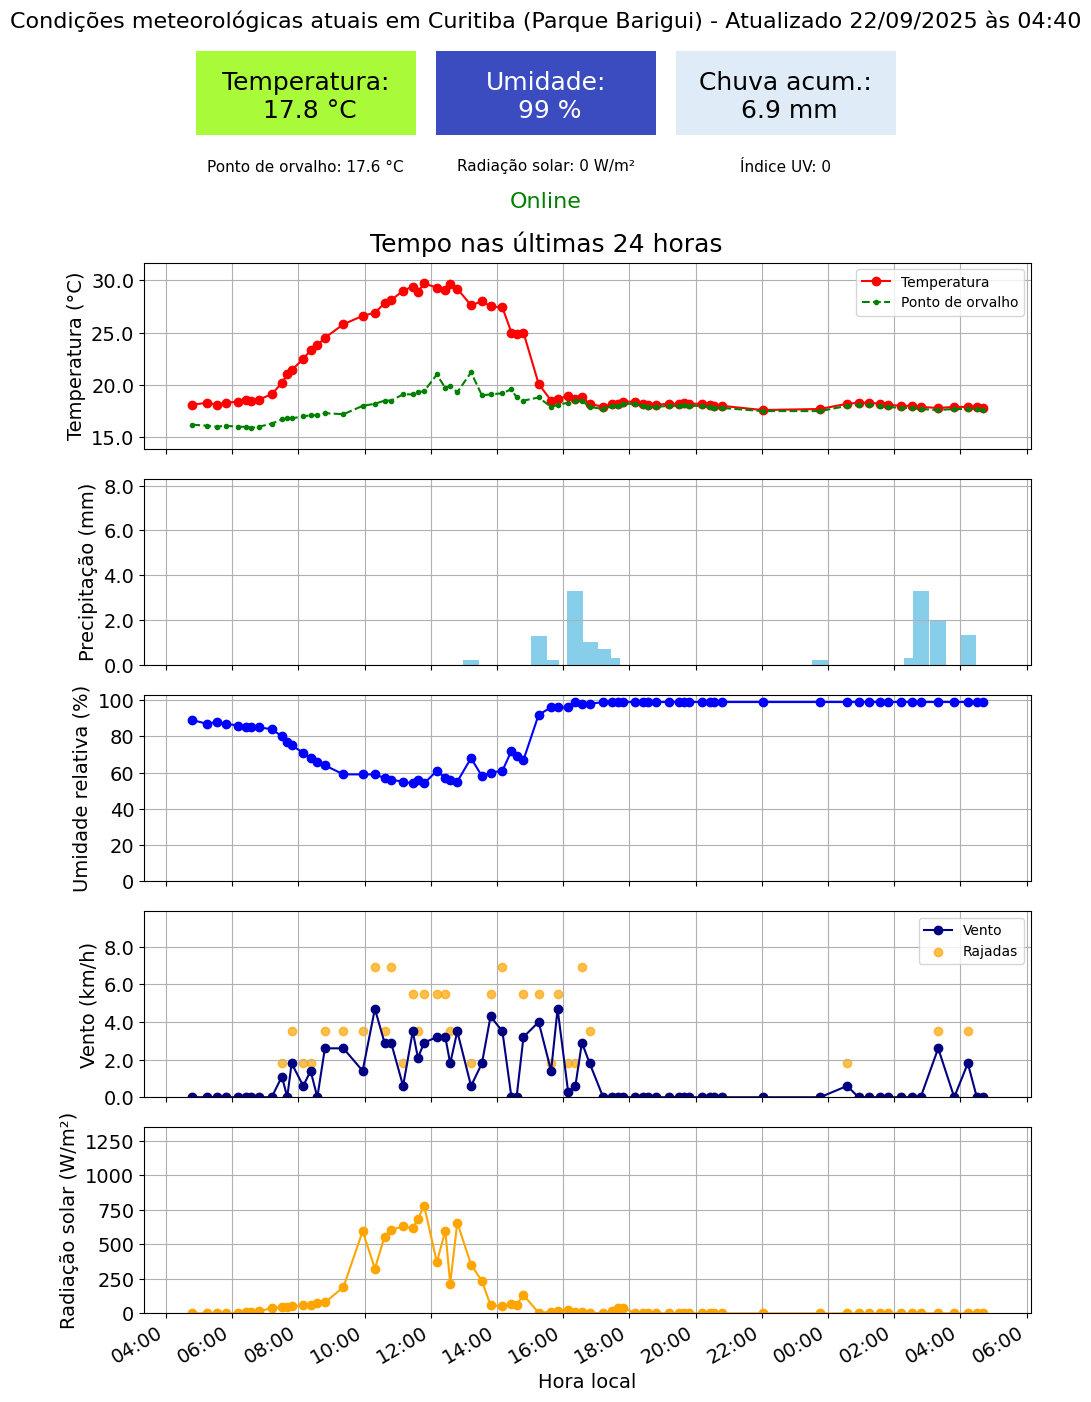 Condições meteorológicas atuais em Curitiba (Parque Barigui) - Atualizado 22/09/2025 às 04:40
Temperatura:
17.8 °C
Umidade:
99 %
Chuva acum.:
6.9 mm
Ponto de orvalho: 17.6 °C
Radiação solar: 0 W/m²
Índice UV: 0
Online
Tempo nas últimas 24 horas
Temperatura (°C)
30.0
25.0
20.0
15.0
Temperatura
Ponto de orvalho
Precipitação (mm)
8.0
6.0
4.0
2.0
0.0
Umidade relativa (%)
100
80
60
40
20
0
Vento (km/h)
8.0
6.0
4.0
2.0
0.0
Vento
Rajadas
Radiação solar (W/m²)
1250
1000
750
500
250
0
04:00
06:00
08:00
10:00
12:00
14:00
16:00
18:00
20:00
22:00
00:00
02:00
04:00
06:00
Hora local